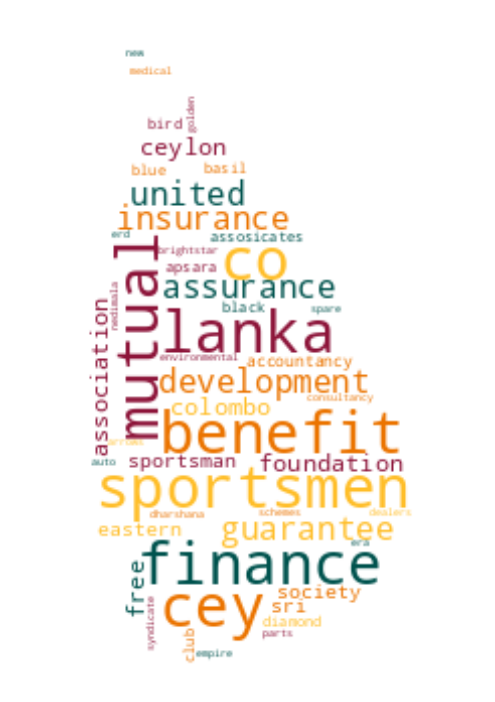 new
medical
golden
bird
ceylon
blue
basil
united
insurance
erd
assosicates
brightstar
co
mutual
apsara
assurance
nedimala
black
spare
association
lanka
environmental
accountancy
development
consultancy
colombo
benefit
arrows
auto
sportsman
foundation
sportsmen
dharshana
schemes
dealers
eastern
guarantee
era
finance
free
cey
society
syndicate
sri
diamond
club
parts
empire